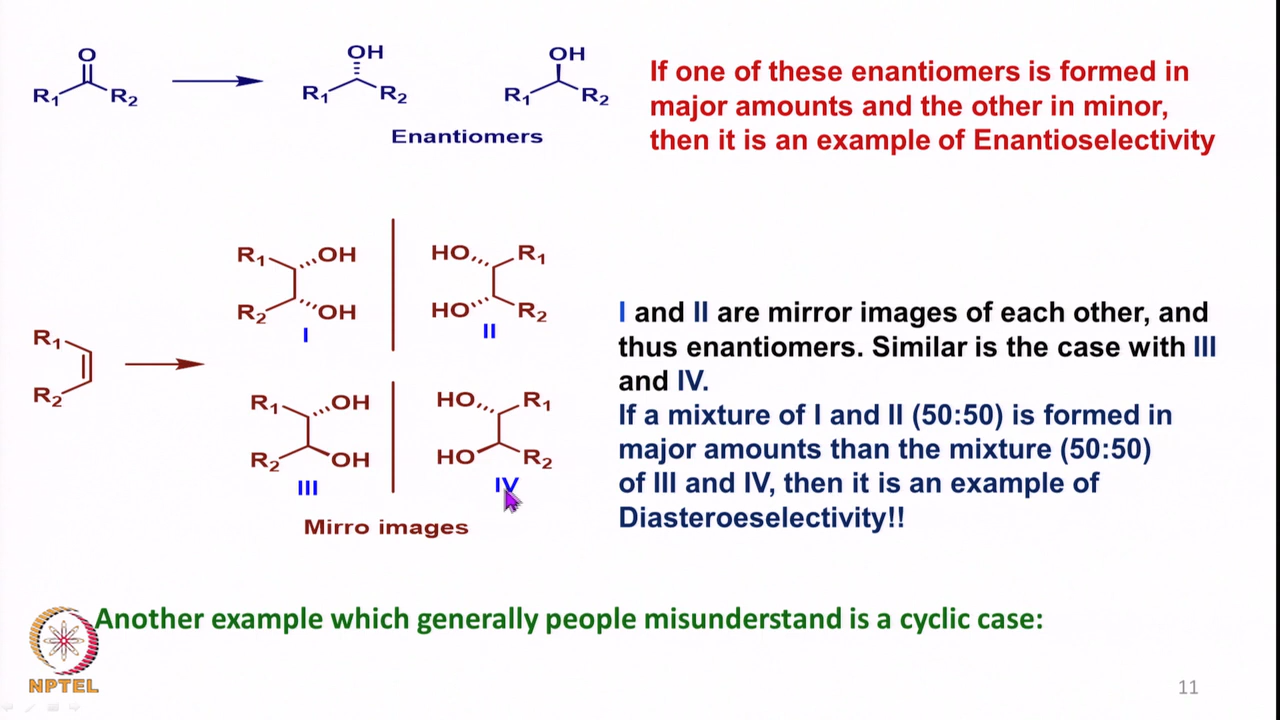 O
R₁ R₂
OH
R₁ R₂
OH
R₁ R₂
Enantiomers
If one of these enantiomers is formed in
major amounts and the other in minor,
then it is an example of Enantioselectivity
R₁ OH
R₂ OH
I
HO R₁
HO R₂
II
R₁
R₂
R₁ OH
R₂ OH
III
HO R₁
HO R₂
IV
Mirro images
I and II are mirror images of each other, and
thus enantiomers. Similar is the case with III
and IV.
If a mixture of I and II (50:50) is formed in
major amounts than the mixture (50:50)
of III and IV, then it is an example of
Diasteroeselectivity!!
Another example which generally people misunderstand is a cyclic case:
NPTEL
11